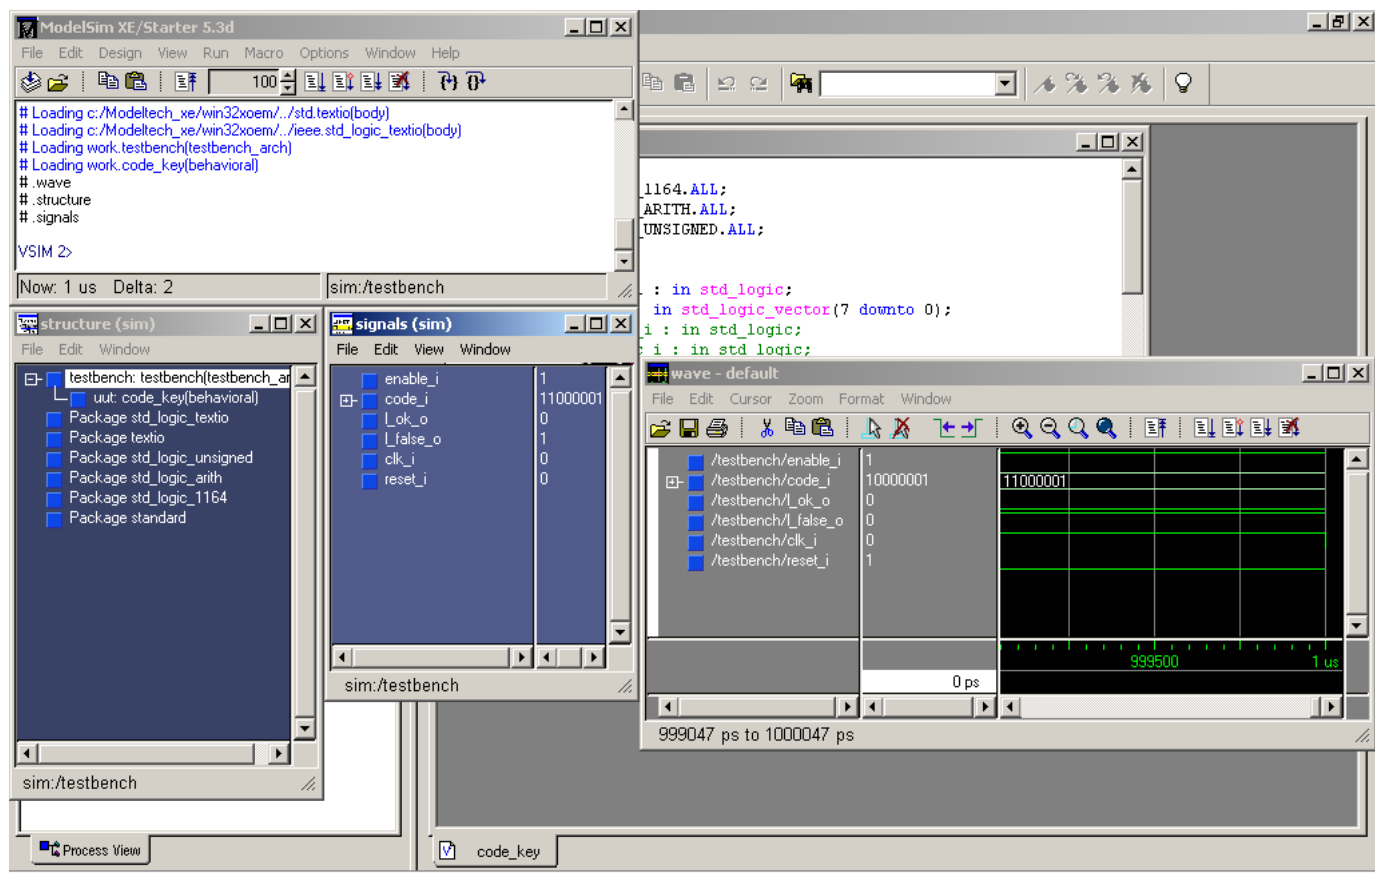 ModelSim XE/Starter 5.3d
File Edit Design View Run Macro Options Window Help
100
# Loading c:/Modeltech_xe/win32xoem/../std.textio(body)
# Loading c:/Modeltech_xe/win32xoem/../ieee.std_logic_textio(body)
# Loading work.testbench(testbench_arch)
# Loading work.code_key(behavioral)
# .wave
# .structure
# .signals
VSIM 2>
Now: 1 us Delta: 2
sim:/testbench
_1164.ALL;
_ARITH.ALL;
_UNSIGNED.ALL;
: in std_logic;
in std_logic_vector(7 downto 0);
i : in std_logic;
i : in std_logic;
structure (sim)
File Edit Window
testbench: testbench(testbench_ar
uut: code_key(behavioral)
Package std_logic_textio
Package textio
Package std_logic_unsigned
Package std_logic_arith
Package std_logic_1164
Package standard
sim:/testbench
signals (sim)
File Edit View Window
enable_i 1
code_i 11000001
l_ok_o 0
l_false_o 1
clk_i 0
reset_i 0
sim:/testbench
wave - default
File Edit Cursor Zoom Format Window
/testbench/enable_i 1
/testbench/code_i 10000001 11000001
/testbench/l_ok_o 0
/testbench/l_false_o 0
/testbench/clk_i 0
/testbench/reset_i 1
999500 1 us
0 ps
999047 ps to 1000047 ps
Process View
code_key